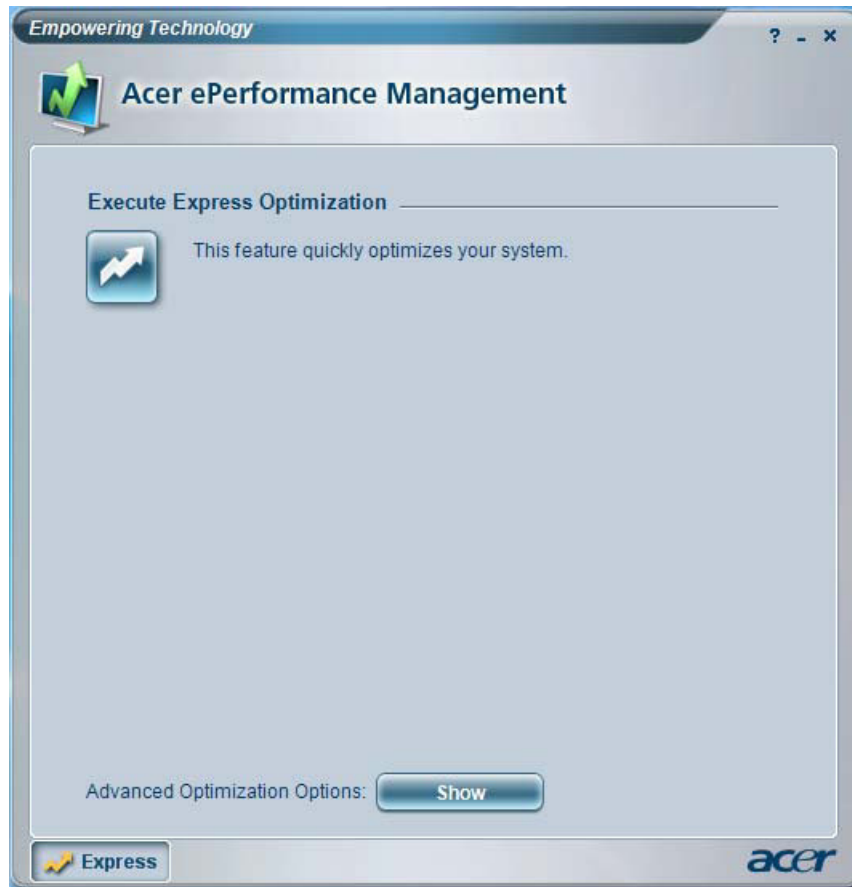 Empowering Technology
? - ×
Acer ePerformance Management
Execute Express Optimization
This feature quickly optimizes your system.
Advanced Optimization Options: Show
Express
acer